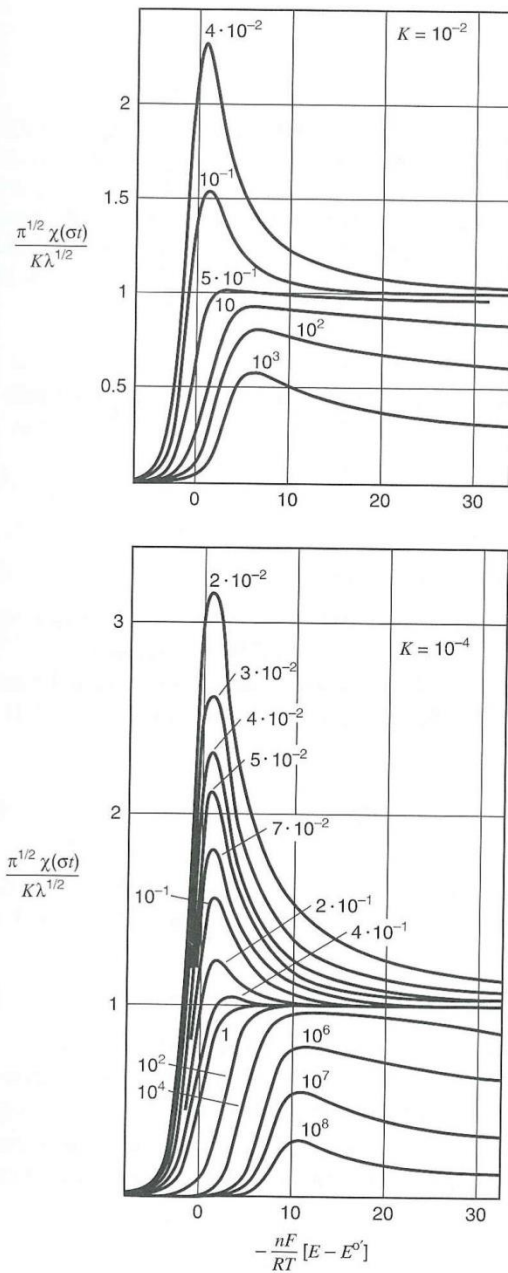 4 · 10⁻²
K = 10⁻²
2
10⁻¹
1.5
π^{1/2} χ(σt)
Kλ^{1/2}
5 · 10⁻¹
1
10
10²
10³
0.5
0 10 20 30
2 · 10⁻²
3
K = 10⁻⁴
3 · 10⁻²
4 · 10⁻²
5 · 10⁻²
2
7 · 10⁻²
π^{1/2} χ(σt)
Kλ^{1/2}
10⁻¹
2 · 10⁻¹
4 · 10⁻¹
1
1
10⁶
10²
10⁴
10⁷
10⁸
0 10 20 30
− nF
RT [E − E^{o′}]